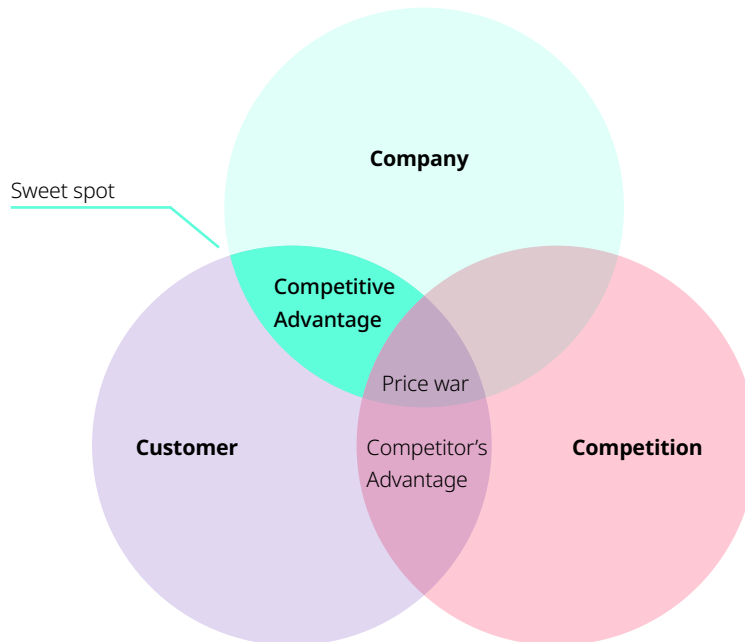 Company
Sweet spot
Competitive
Advantage
Price war
Customer
Competitor’s
Advantage
Competition